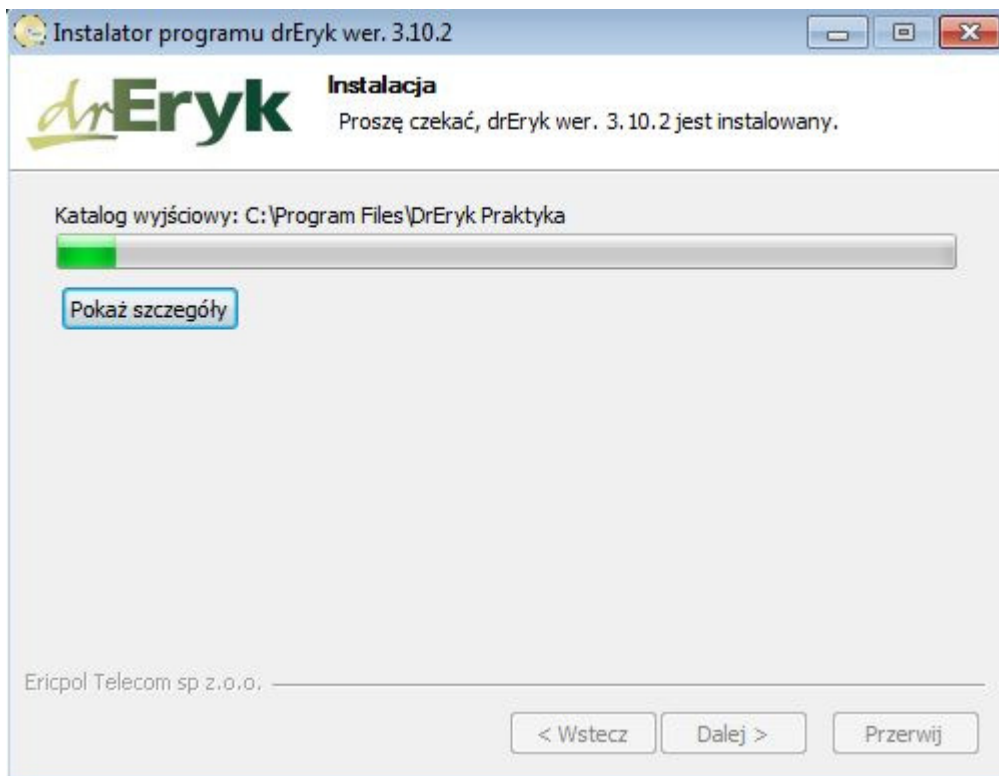 Instalator programu drEryk wer. 3.10.2
drEryk
Instalacja
Proszę czekać, drEryk wer. 3.10.2 jest instalowany.
Katalog wyjściowy: C:\Program Files\DrEryk Praktyka
Pokaż szczegóły
Ericpol Telecom sp z.o.o.
< Wstecz Dalej > Przerwij